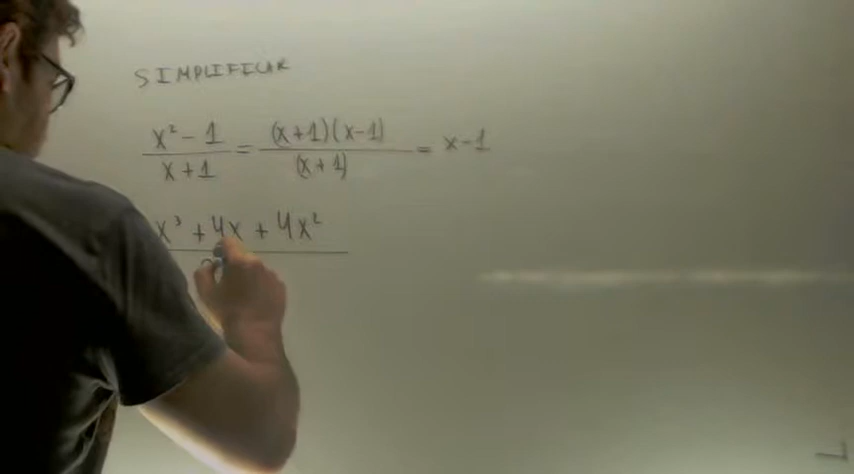 SIMPLIFICAR
x² - 1 / x + 1 = (x+1)(x-1) / (x+1) = x-1
x³ + 4x + 4x²